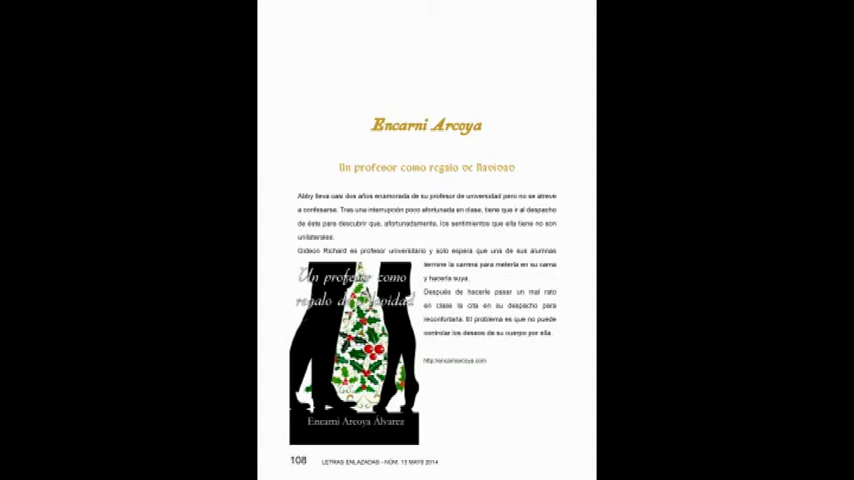 Encarni Arcoya
Un profesor como regalo de Navidad
Abby lleva casi dos años enamorada de su profesor de universidad pero no se atreve
a confesarse. Tras una interrupción poco afortunada en clase, tiene que ir al despacho
de éste para descubrir que, afortunadamente, los sentimientos que ella tiene no son
unilaterales.
Gideon Richard es profesor universitario y solo espera que una de sus alumnas
termine la carrera para meterla en su cama
y hacerla suya.
Después de hacerle pasar un mal rato
en clase la cita en su despacho para
reconfortarla. El problema es que no puede
controlar los deseos de su cuerpo por ella.
http://encarniarcoya.com
Un profesor como
regalo de Navidad
Encarni Arcoya Álvarez
108 LETRAS ENLAZADAS - NÚM. 13 MAYO 2014